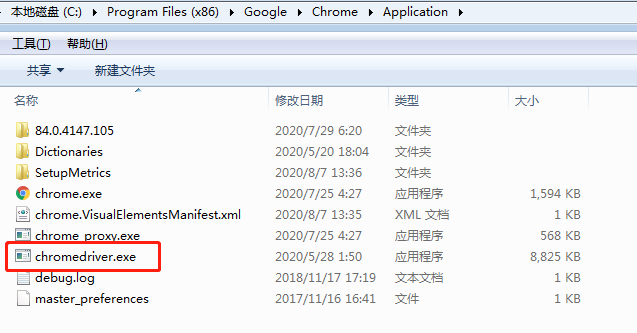 本地磁盘 (C:) ▸ Program Files (x86) ▸ Google ▸ Chrome ▸ Application ▸
工具(T) 帮助(H)
共享 新建文件夹
名称 修改日期 类型 大小
84.0.4147.105 2020/7/29 6:20 文件夹
Dictionaries 2020/5/20 18:04 文件夹
SetupMetrics 2020/8/7 13:36 文件夹
chrome.exe 2020/7/25 4:27 应用程序 1,594 KB
chrome.VisualElementsManifest.xml 2020/8/7 13:35 XML 文档 1 KB
chrome_proxy.exe 2020/7/25 4:27 应用程序 568 KB
chromedriver.exe 2020/5/28 1:50 应用程序 8,825 KB
debug.log 2018/11/17 17:19 文本文档 1 KB
master_preferences 2017/11/16 16:41 文件 1 KB